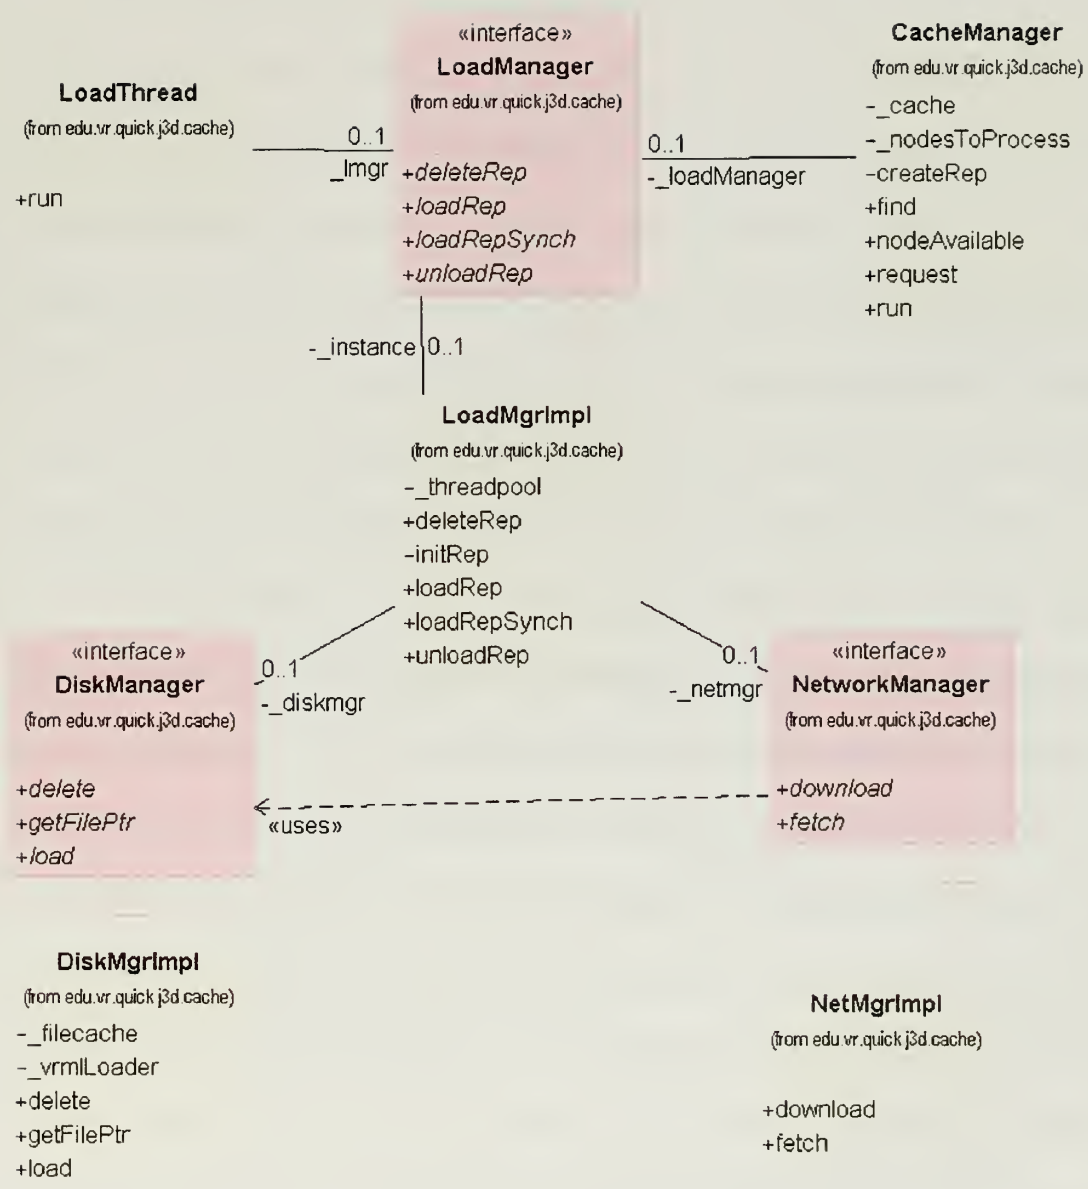 «interface»
LoadManager
(from edu.vr.quick.j3d.cache)
+deleteRep
+loadRep
+loadRepSynch
+unloadRep
CacheManager
(from edu.vr.quick.j3d.cache)
-_cache
-_nodesToProcess
-createRep
+find
+nodeAvailable
+request
+run
LoadThread
(from edu.vr.quick.j3d.cache)
+run
0..1
_lmgr
0..1
-_loadManager
-_instance 0..1
LoadMgrImpl
(from edu.vr.quick.j3d.cache)
-_threadpool
+deleteRep
-initRep
+loadRep
+loadRepSynch
+unloadRep
«interface»
DiskManager
(from edu.vr.quick.j3d.cache)
+delete
+getFilePtr
+load
0..1
-_diskmgr
0..1
-_netmgr
«interface»
NetworkManager
(from edu.vr.quick.j3d.cache)
+download
+fetch
«uses»
DiskMgrImpl
(from edu.vr.quick.j3d.cache)
-_filecache
-_vrmlLoader
+delete
+getFilePtr
+load
NetMgrImpl
(from edu.vr.quick.j3d.cache)
+download
+fetch